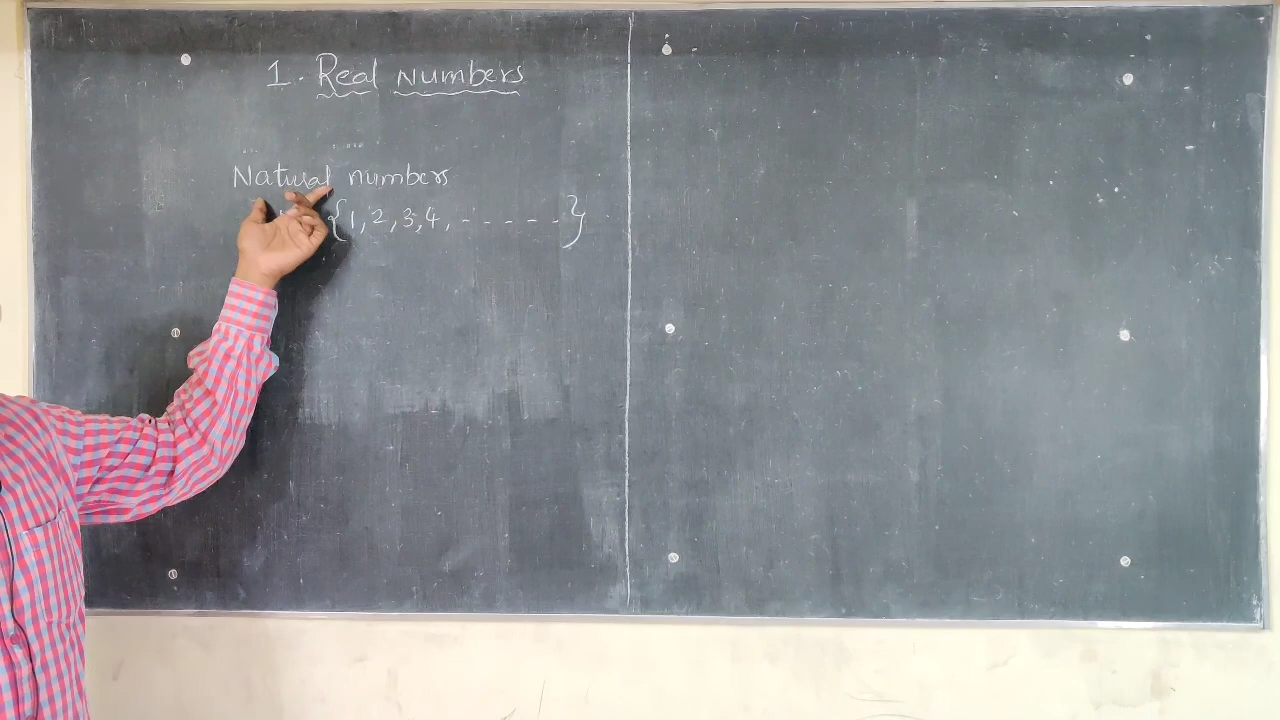 1. Real Numbers
Natural numbers
{1, 2, 3, 4, - - - - - }